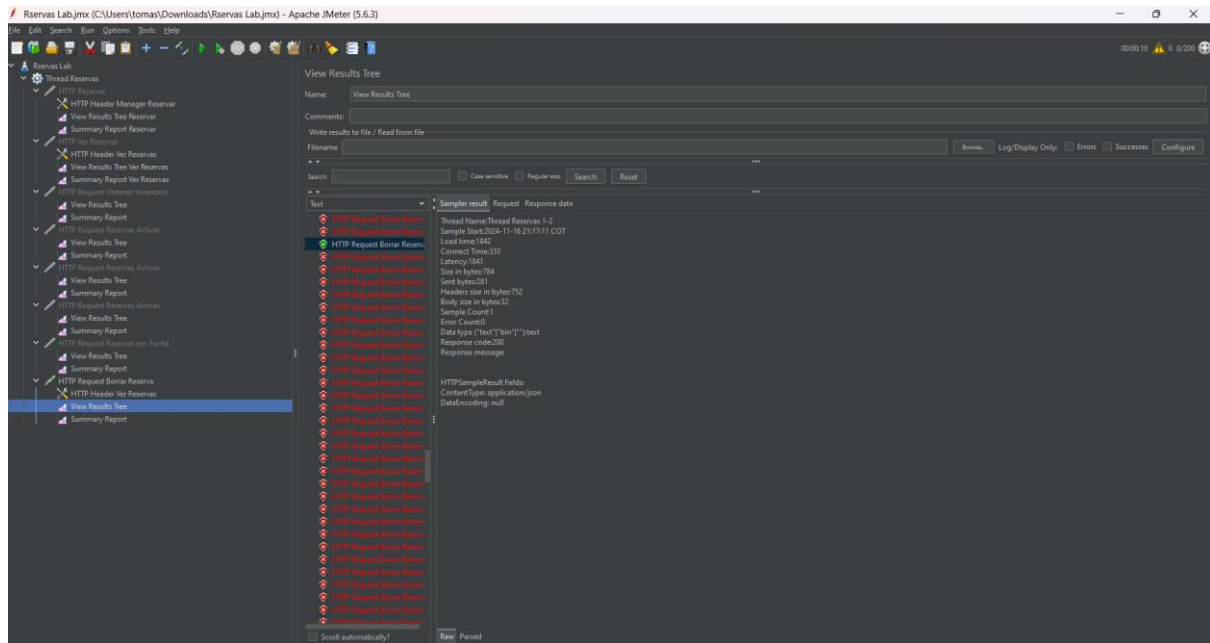 Rservas Lab.jmx (C:\Users\tomas\Downloads\Rservas Lab.jmx) - Apache JMeter (5.6.3)
File Edit Search Run Options Tools Help
00:00:10 0 0/200
Rservas Lab
Thread Reservas
HTTP Reservar
HTTP Header Manager Reservar
View Results Tree Reservar
Summary Report Reservar
HTTP Ver Reservas
HTTP Header Ver Reservas
View Results Tree Ver Reservas
Summary Report Ver Reservas
HTTP Request Obtener Inventario
View Results Tree
Summary Report
HTTP Request Reservas Activas
View Results Tree
Summary Report
HTTP Request Reservas Activas
View Results Tree
Summary Report
HTTP Request Reservas Activas
View Results Tree
Summary Report
HTTP Request Reservas per Fecha
View Results Tree
Summary Report
HTTP Request Borrar Reserva
HTTP Header Ver Reservas
View Results Tree
Summary Report
View Results Tree
Name: View Results Tree
Comments:
Write results to file / Read from file
Filename Browse... Log/Display Only: Errors Successes Configure
Search: Case sensitive Regular exp. Search Reset
Text
HTTP Request Borrar Reserv
Sampler result Request Response data
Thread Name:Thread Reservas 1-2
Sample Start:2024-11-16 21:17:11 COT
Load time:1842
Connect Time:333
Latency:1841
Size in bytes:784
Sent bytes:281
Headers size in bytes:752
Body size in bytes:32
Sample Count:1
Error Count:0
Data type ("text"|"bin"|""):text
Response code:200
Response message:
HTTPSampleResult fields:
ContentType: application/json
DataEncoding: null
Scroll automatically?
Raw Parsed